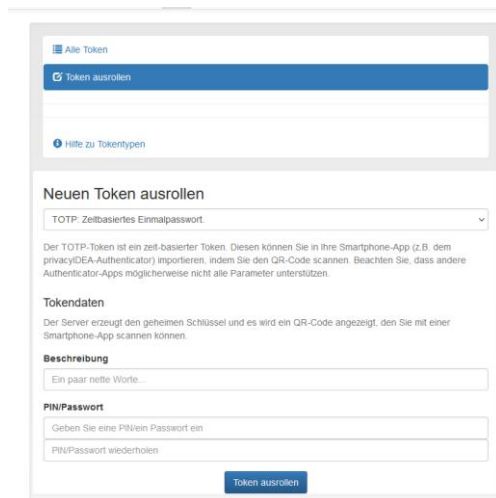 Alle Token
Token ausrollen
Hilfe zu Tokentypen
Neuen Token ausrollen
TOTP: Zeitbasiertes Einmalpasswort.
Der TOTP-Token ist ein zeit-basierter Token. Diesen können Sie in Ihre Smartphone-App (z.B. dem
privacyIDEA-Authenticator) importieren, indem Sie den QR-Code scannen. Beachten Sie, dass andere
Authenticator-Apps möglicherweise nicht alle Parameter unterstützen.
Tokendaten
Der Server erzeugt den geheimen Schlüssel und es wird ein QR-Code angezeigt, den Sie mit einer
Smartphone-App scannen können.
Beschreibung
Ein paar nette Worte...
PIN/Passwort
Geben Sie eine PIN/ein Passwort ein
PIN/Passwort wiederholen
Token ausrollen